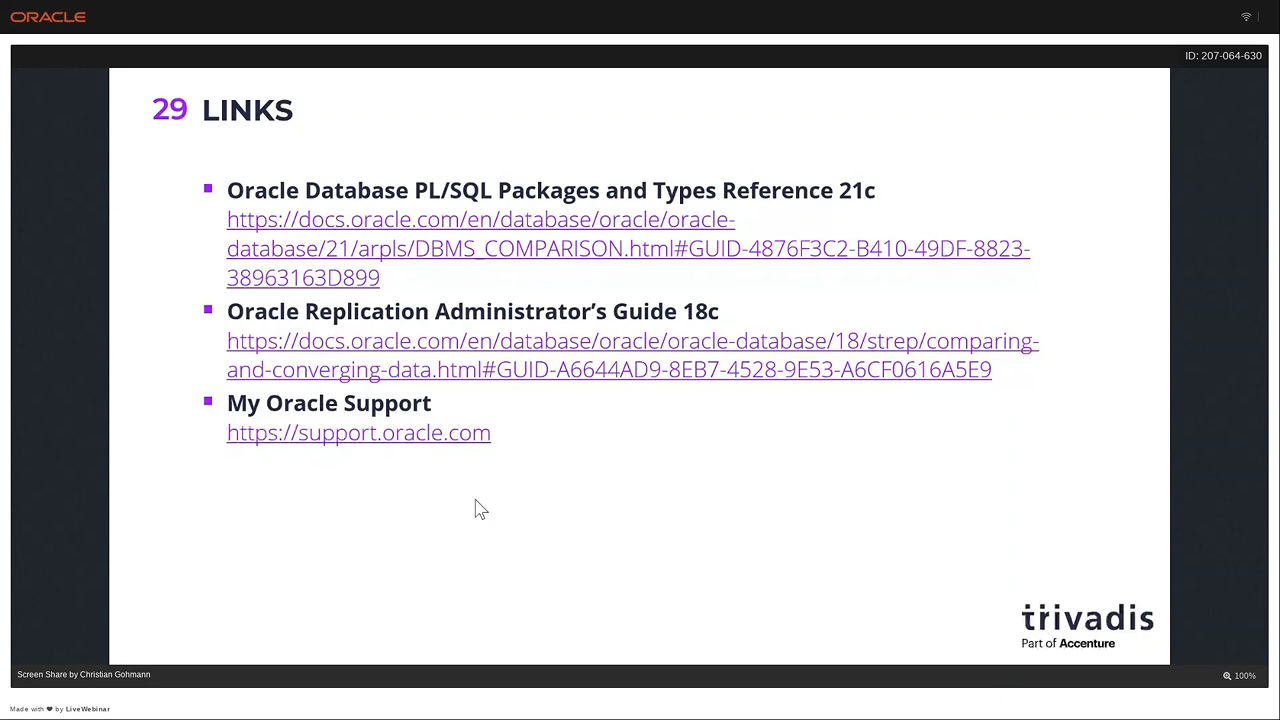 ORACLE
ID: 207-064-630
29 LINKS
Oracle Database PL/SQL Packages and Types Reference 21c
https://docs.oracle.com/en/database/oracle/oracle-
database/21/arpls/DBMS_COMPARISON.html#GUID-4876F3C2-B410-49DF-8823-
38963163D899
Oracle Replication Administrator’s Guide 18c
https://docs.oracle.com/en/database/oracle/oracle-database/18/strep/comparing-
and-converging-data.html#GUID-A6644AD9-8EB7-4528-9E53-A6CF0616A5E9
My Oracle Support
https://support.oracle.com
trivadis
Part of Accenture
Screen Share by Christian Gohmann
100%
Made with ❤ by LiveWebinar